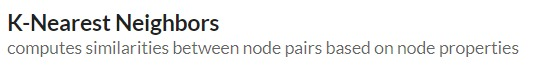 K-Nearest Neighbors
computes similarities between node pairs based on node properties